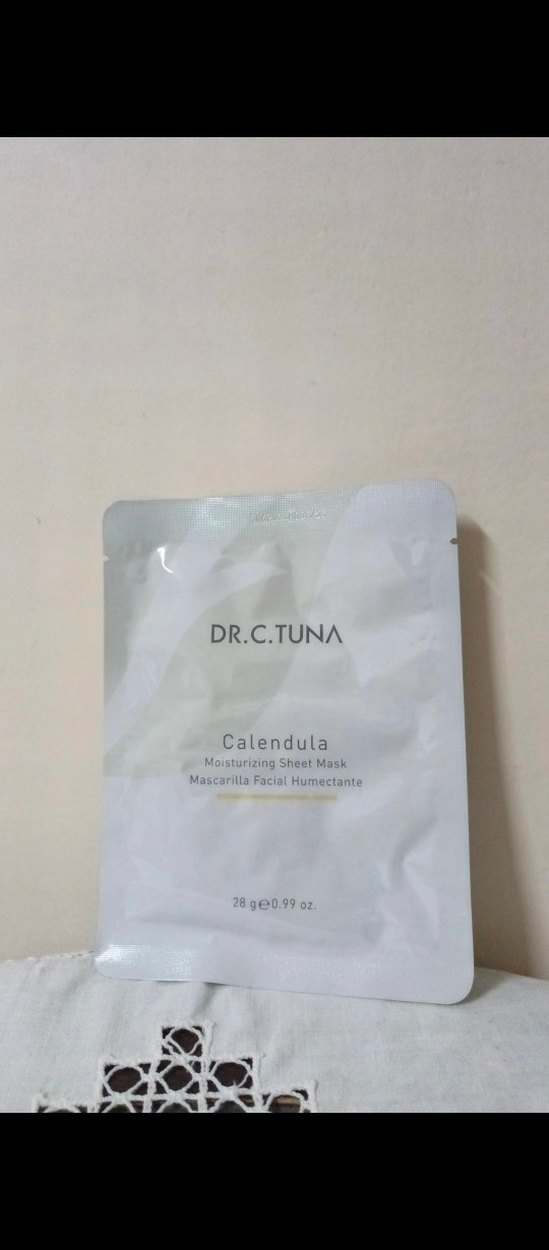 DR.C.TUNA
Calendula
Moisturizing Sheet Mask
Mascarilla Facial Humectante
28 g℮0.99 oz.